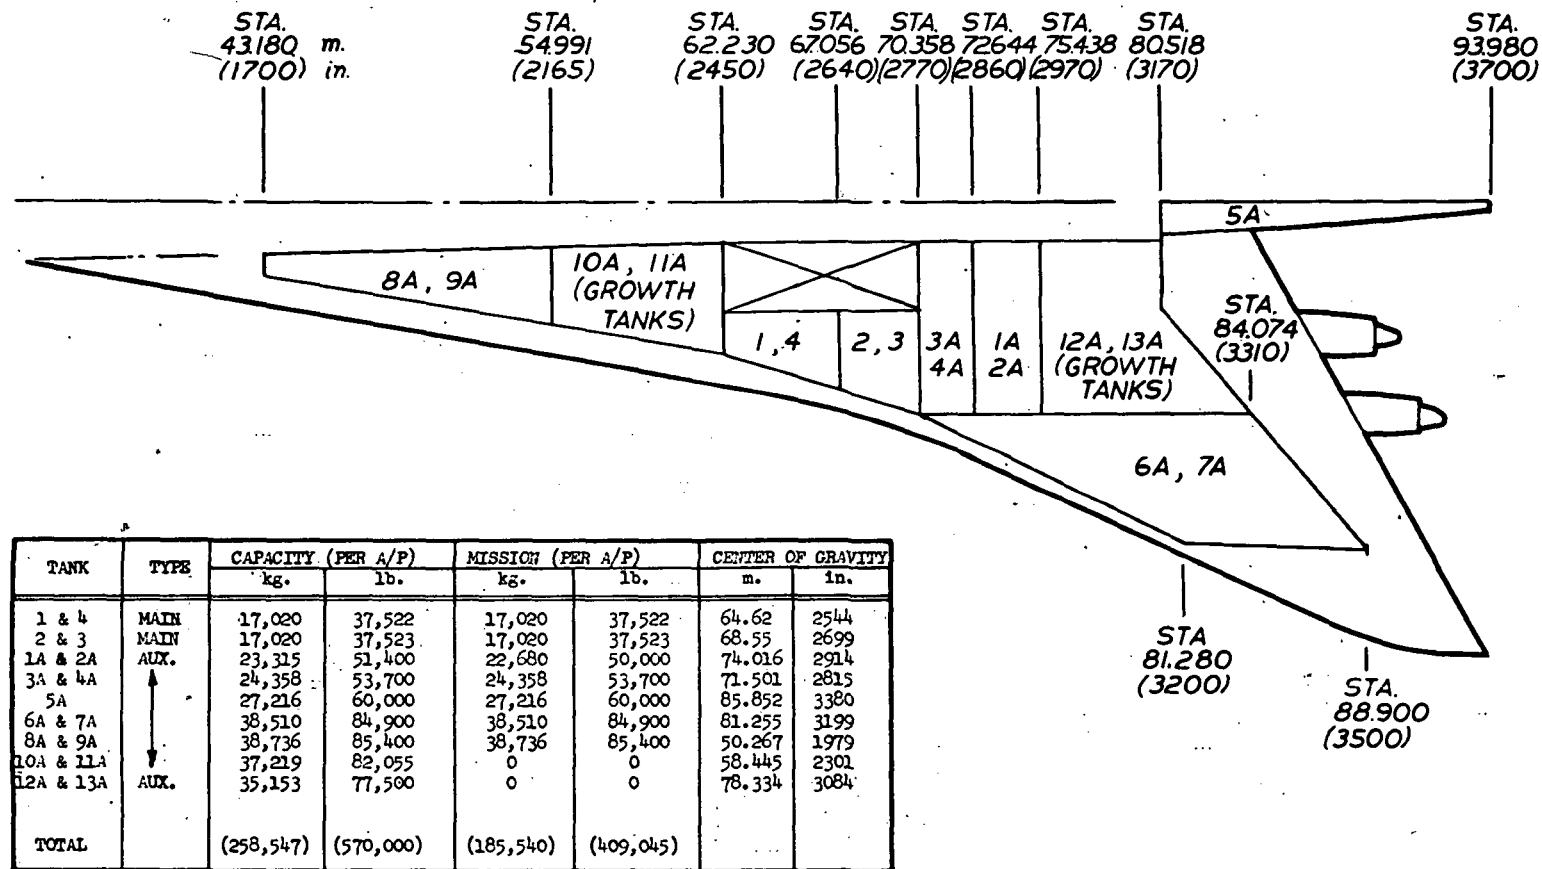 STA. STA. STA. STA. STA. STA. STA. STA. STA.
43.180 m. 54.991 62.230 67.056 70.358 72.644 75.438 80.518 93.980
(1700) in. (2165) (2450) (2640) (2770) (2860) (2970) (3170) (3700)
5A
8A, 9A
10A, 11A
(GROWTH
TANKS)
1,4
2,3
3A
4A
1A
2A
12A, 13A
(GROWTH
TANKS)
STA.
84.074
(3310)
6A, 7A
STA
81.280
(3200)
STA.
88.900
(3500)
TANK TYPE CAPACITY (PER A/P) MISSION (PER A/P) CENTER OF GRAVITY
kg. lb. kg. lb. m. in.
1 & 4 MAIN 17,020 37,522 17,020 37,522 64.62 2544
2 & 3 MAIN 17,020 37,523 17,020 37,523 68.55 2699
1A & 2A AUX. 23,315 51,400 22,680 50,000 74.016 2914
3A & 4A 24,358 53,700 24,358 53,700 71.501 2815
5A 27,216 60,000 27,216 60,000 85.852 3380
6A & 7A 38,510 84,900 38,510 84,900 81.255 3199
8A & 9A 38,736 85,400 38,736 85,400 50.267 1979
10A & 11A 37,219 82,055 0 0 58.445 2301
12A & 13A AUX. 35,153 77,500 0 0 78.334 3084
TOTAL (258,547) (570,000) (185,540) (409,045)